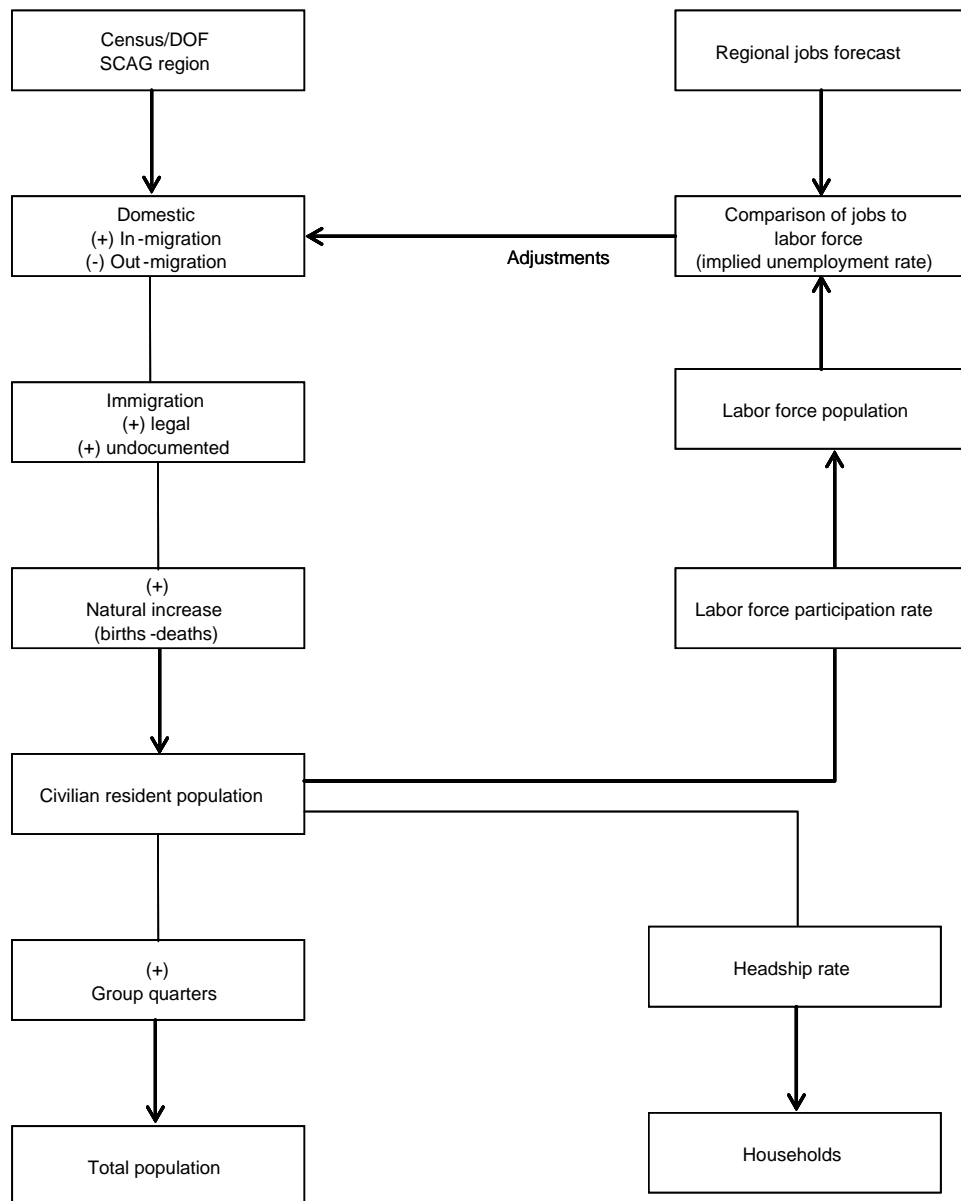 Census/DOF
SCAG region
Regional jobs forecast
Domestic
(+) In-migration
(-) Out-migration
Adjustments
Comparison of jobs to
labor force
(implied unemployment rate)
Immigration
(+) legal
(+) undocumented
Labor force population
(+)
Natural increase
(births-deaths)
Labor force participation rate
Civilian resident population
(+)
Group quarters
Headship rate
Total population
Households